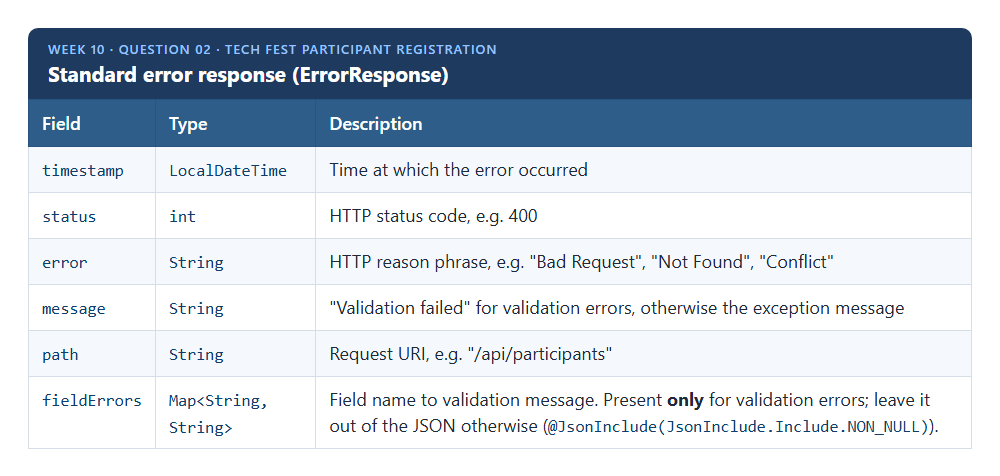 WEEK 10 · QUESTION 02 · TECH FEST PARTICIPANT REGISTRATION
Standard error response (ErrorResponse)
Field Type Description
timestamp LocalDateTime Time at which the error occurred
status int HTTP status code, e.g. 400
error String HTTP reason phrase, e.g. "Bad Request", "Not Found", "Conflict"
message String "Validation failed" for validation errors, otherwise the exception message
path String Request URI, e.g. "/api/participants"
fieldErrors Map<String, Field name to validation message. Present only for validation errors; leave it
String> out of the JSON otherwise (@JsonInclude(JsonInclude.Include.NON_NULL)).